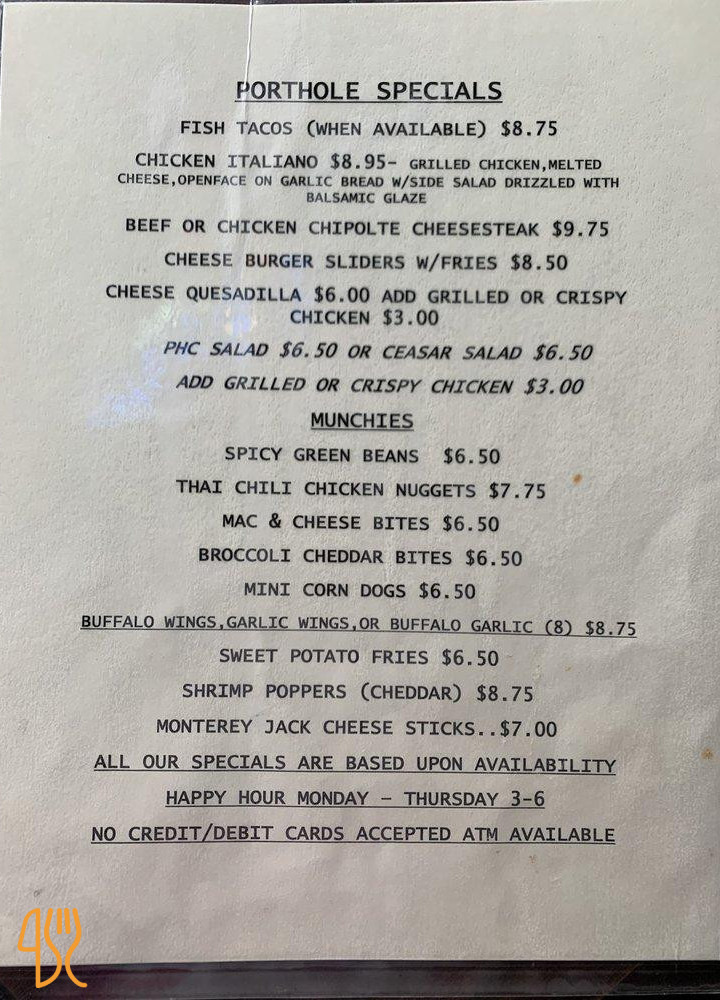 PORTHOLE SPECIALS
FISH TACOS (WHEN AVAILABLE) $8.75
CHICKEN ITALIANO $8.95- GRILLED CHICKEN,MELTED
CHEESE,OPENFACE ON GARLIC BREAD W/SIDE SALAD DRIZZLED WITH
BALSAMIC GLAZE
BEEF OR CHICKEN CHIPOLTE CHEESESTEAK $9.75
CHEESE BURGER SLIDERS W/FRIES $8.50
CHEESE QUESADILLA $6.00 ADD GRILLED OR CRISPY
CHICKEN $3.00
PHC SALAD $6.50 OR CEASAR SALAD $6.50
ADD GRILLED OR CRISPY CHICKEN $3.00
MUNCHIES
SPICY GREEN BEANS $6.50
THAI CHILI CHICKEN NUGGETS $7.75
MAC & CHEESE BITES $6.50
BROCCOLI CHEDDAR BITES $6.50
MINI CORN DOGS $6.50
BUFFALO WINGS,GARLIC WINGS,OR BUFFALO GARLIC (8) $8.75
SWEET POTATO FRIES $6.50
SHRIMP POPPERS (CHEDDAR) $8.75
MONTEREY JACK CHEESE STICKS..$7.00
ALL OUR SPECIALS ARE BASED UPON AVAILABILITY
HAPPY HOUR MONDAY – THURSDAY 3-6
NO CREDIT/DEBIT CARDS ACCEPTED ATM AVAILABLE